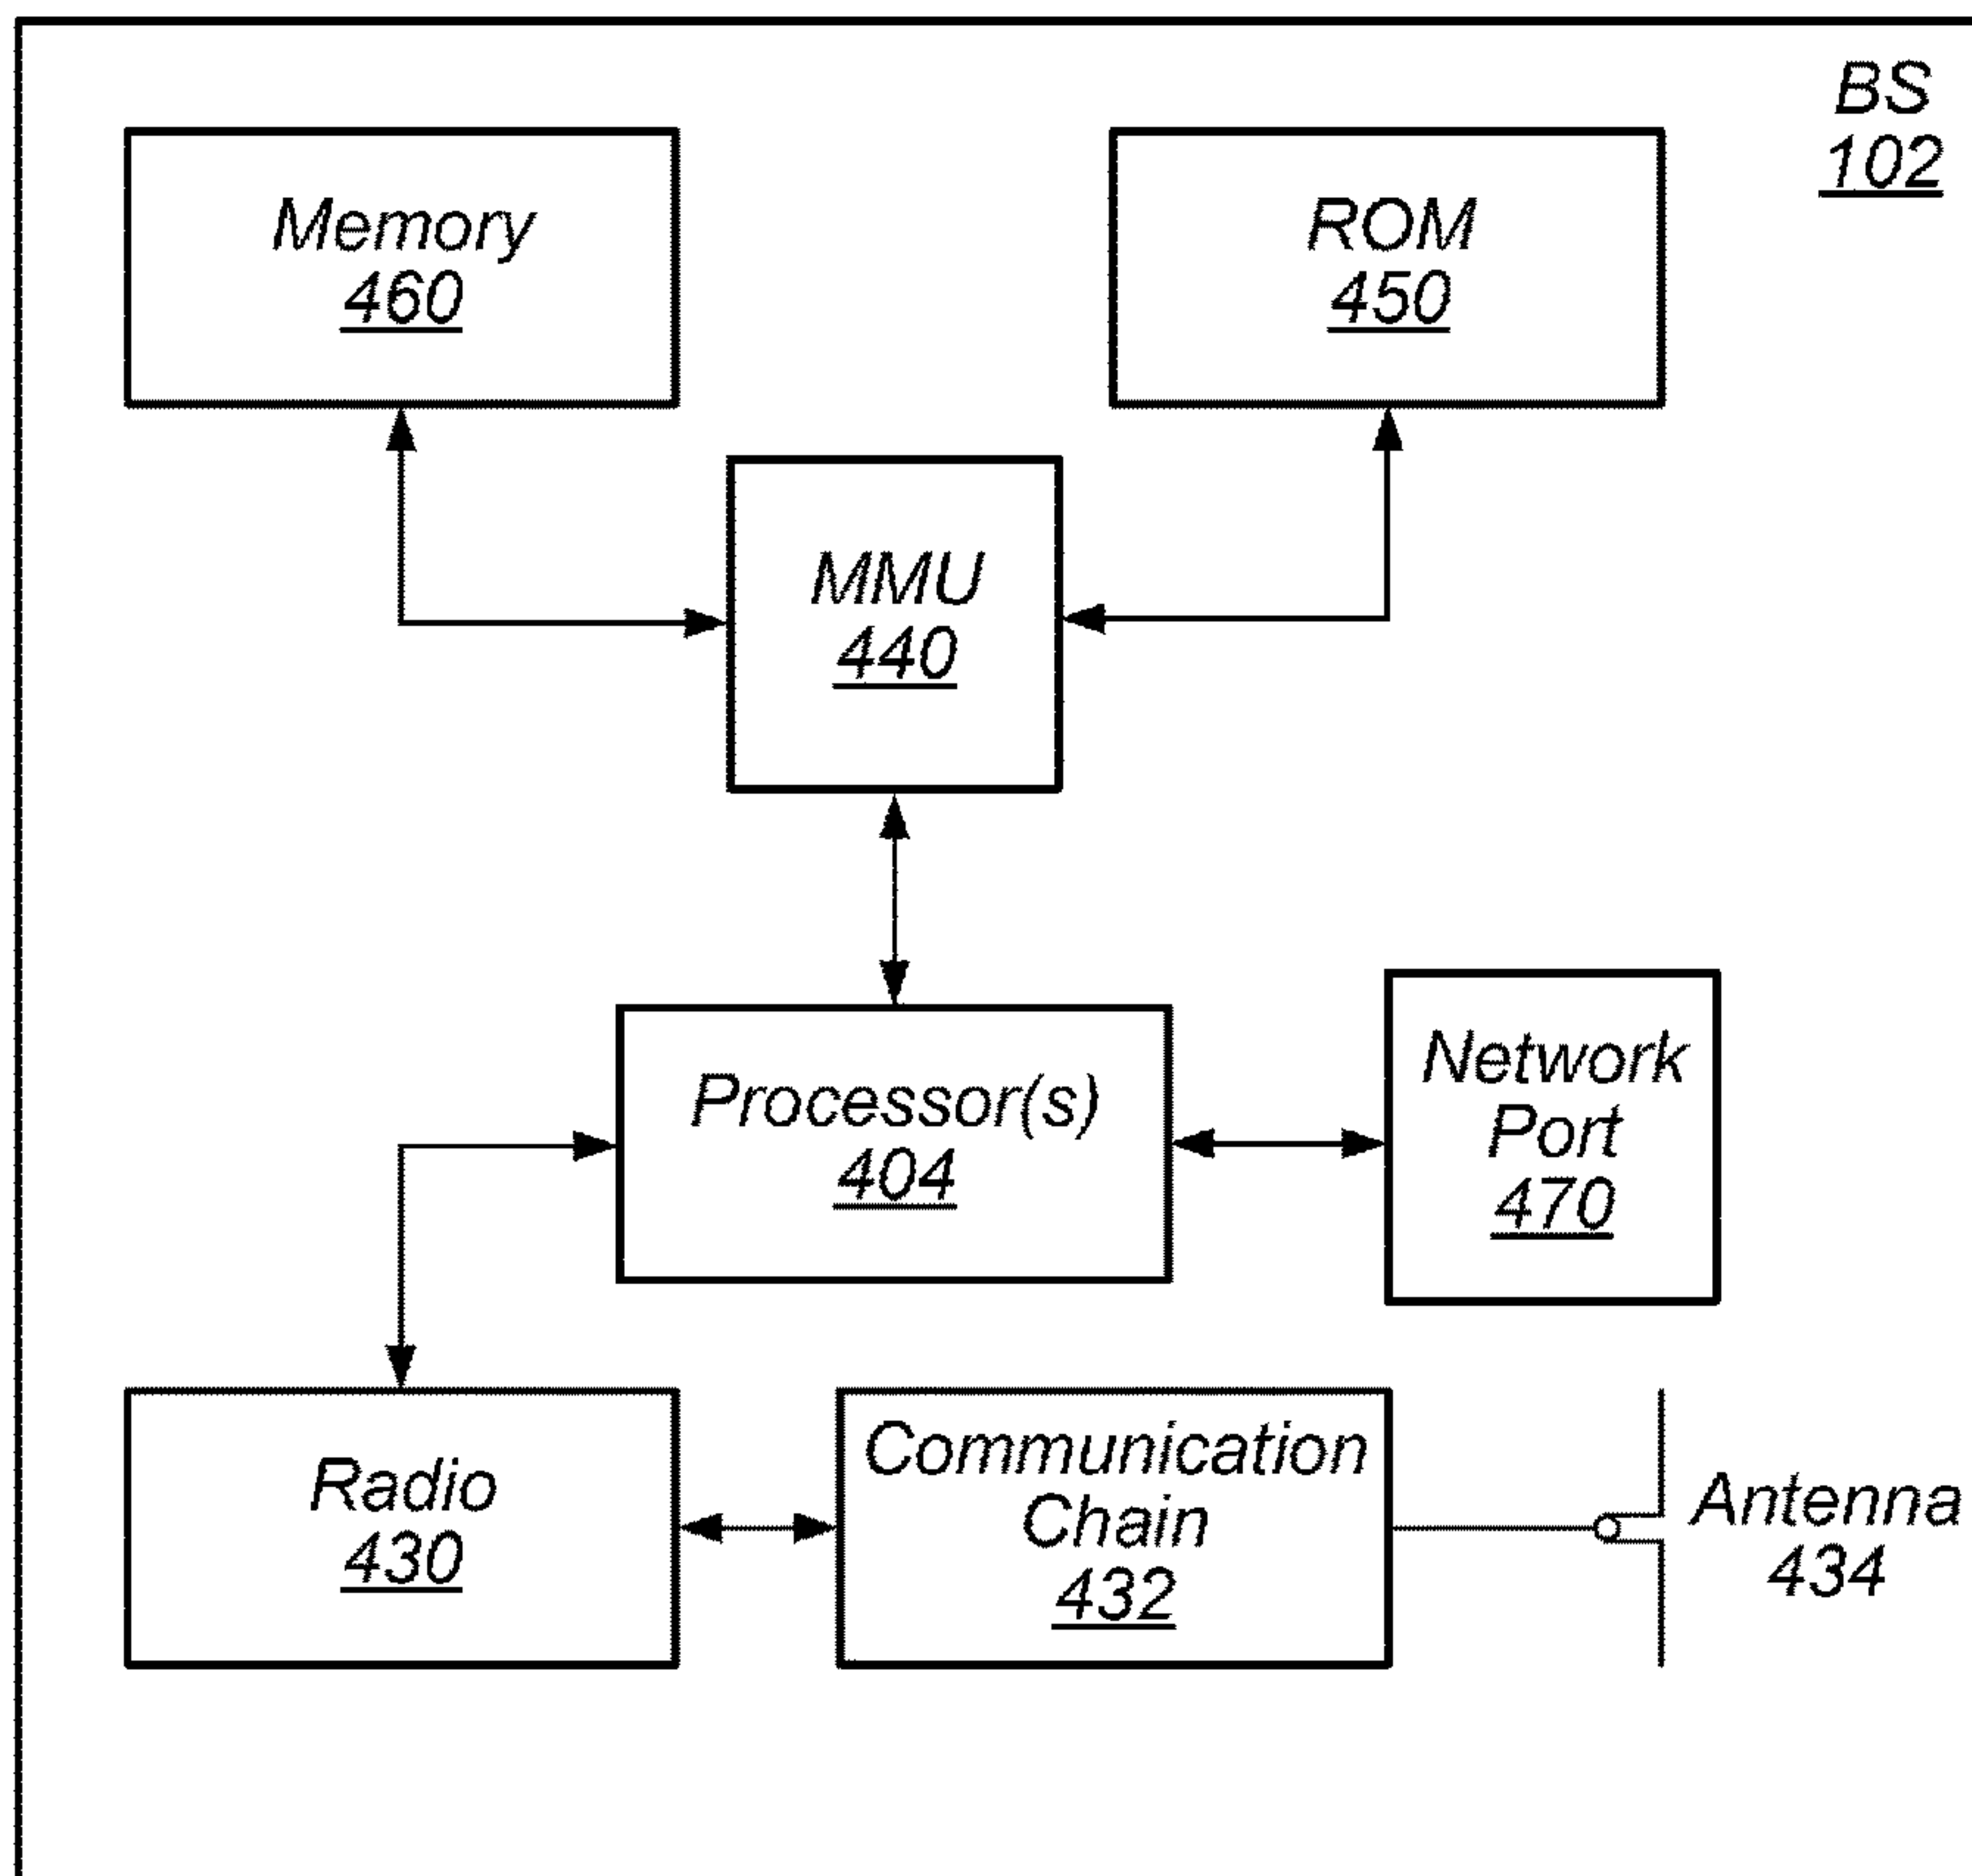 BS
102
Memory
460
ROM
450
MMU
440
Processor(s)
404
Network
Port
470
Radio
430
Communication
Chain
432
Antenna
434